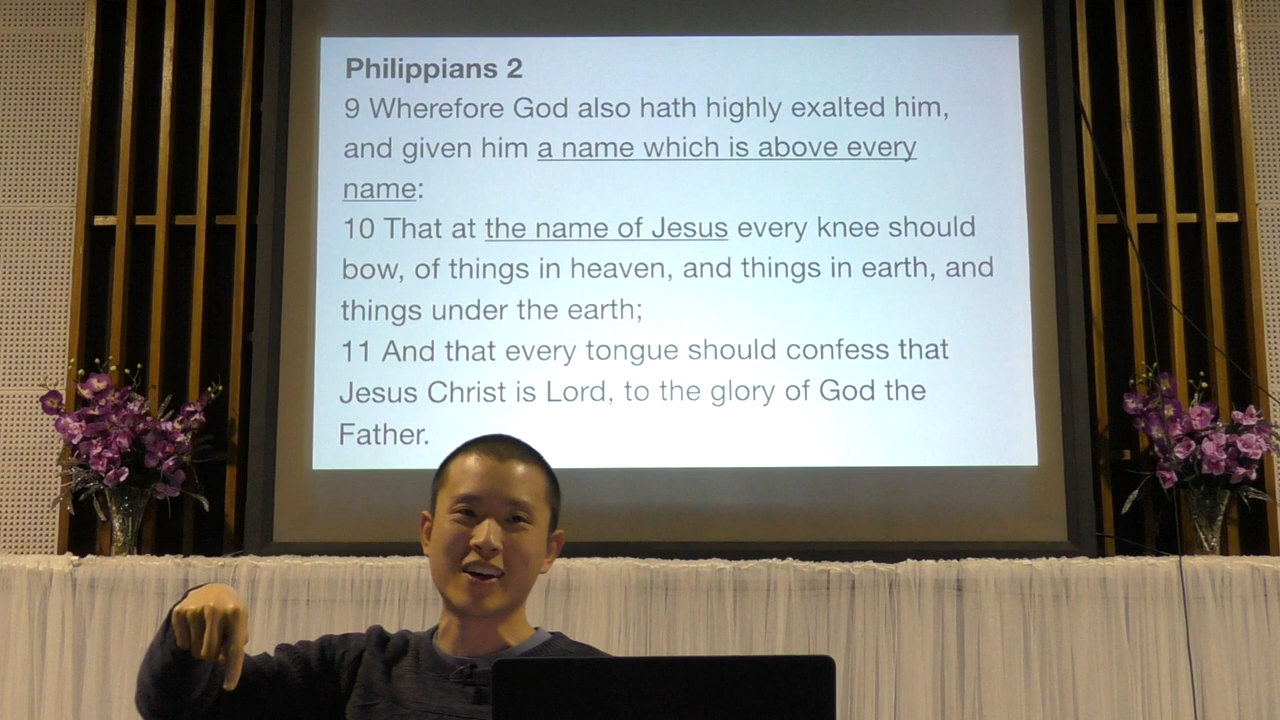 Philippians 2
9 Wherefore God also hath highly exalted him,
and given him a name which is above every
name:
10 That at the name of Jesus every knee should
bow, of things in heaven, and things in earth, and
things under the earth;
11 And that every tongue should confess that
Jesus Christ is Lord, to the glory of God the
Father.